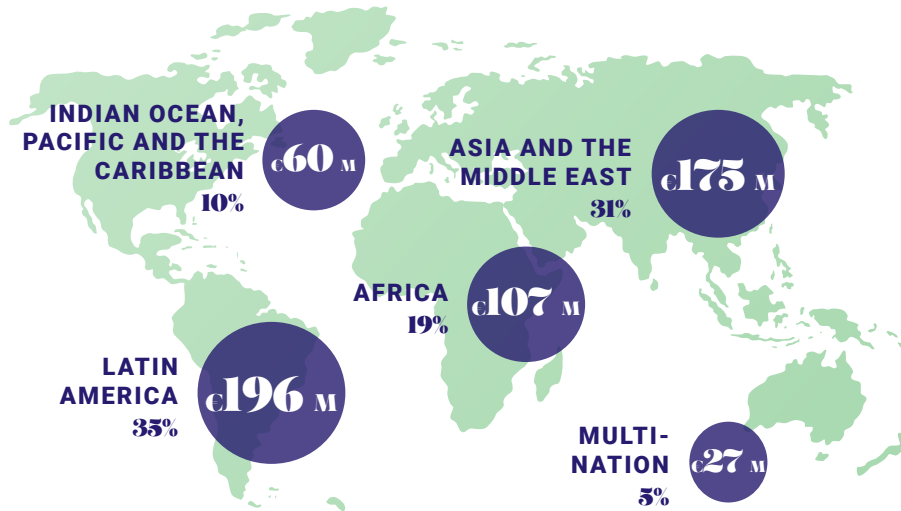 INDIAN OCEAN,
PACIFIC AND THE
CARIBBEAN
10%
€60 M
ASIA AND THE
MIDDLE EAST
31%
€175 M
AFRICA
19%
€107 M
LATIN
AMERICA
35%
€196 M
MULTI-
NATION
5%
€27 M